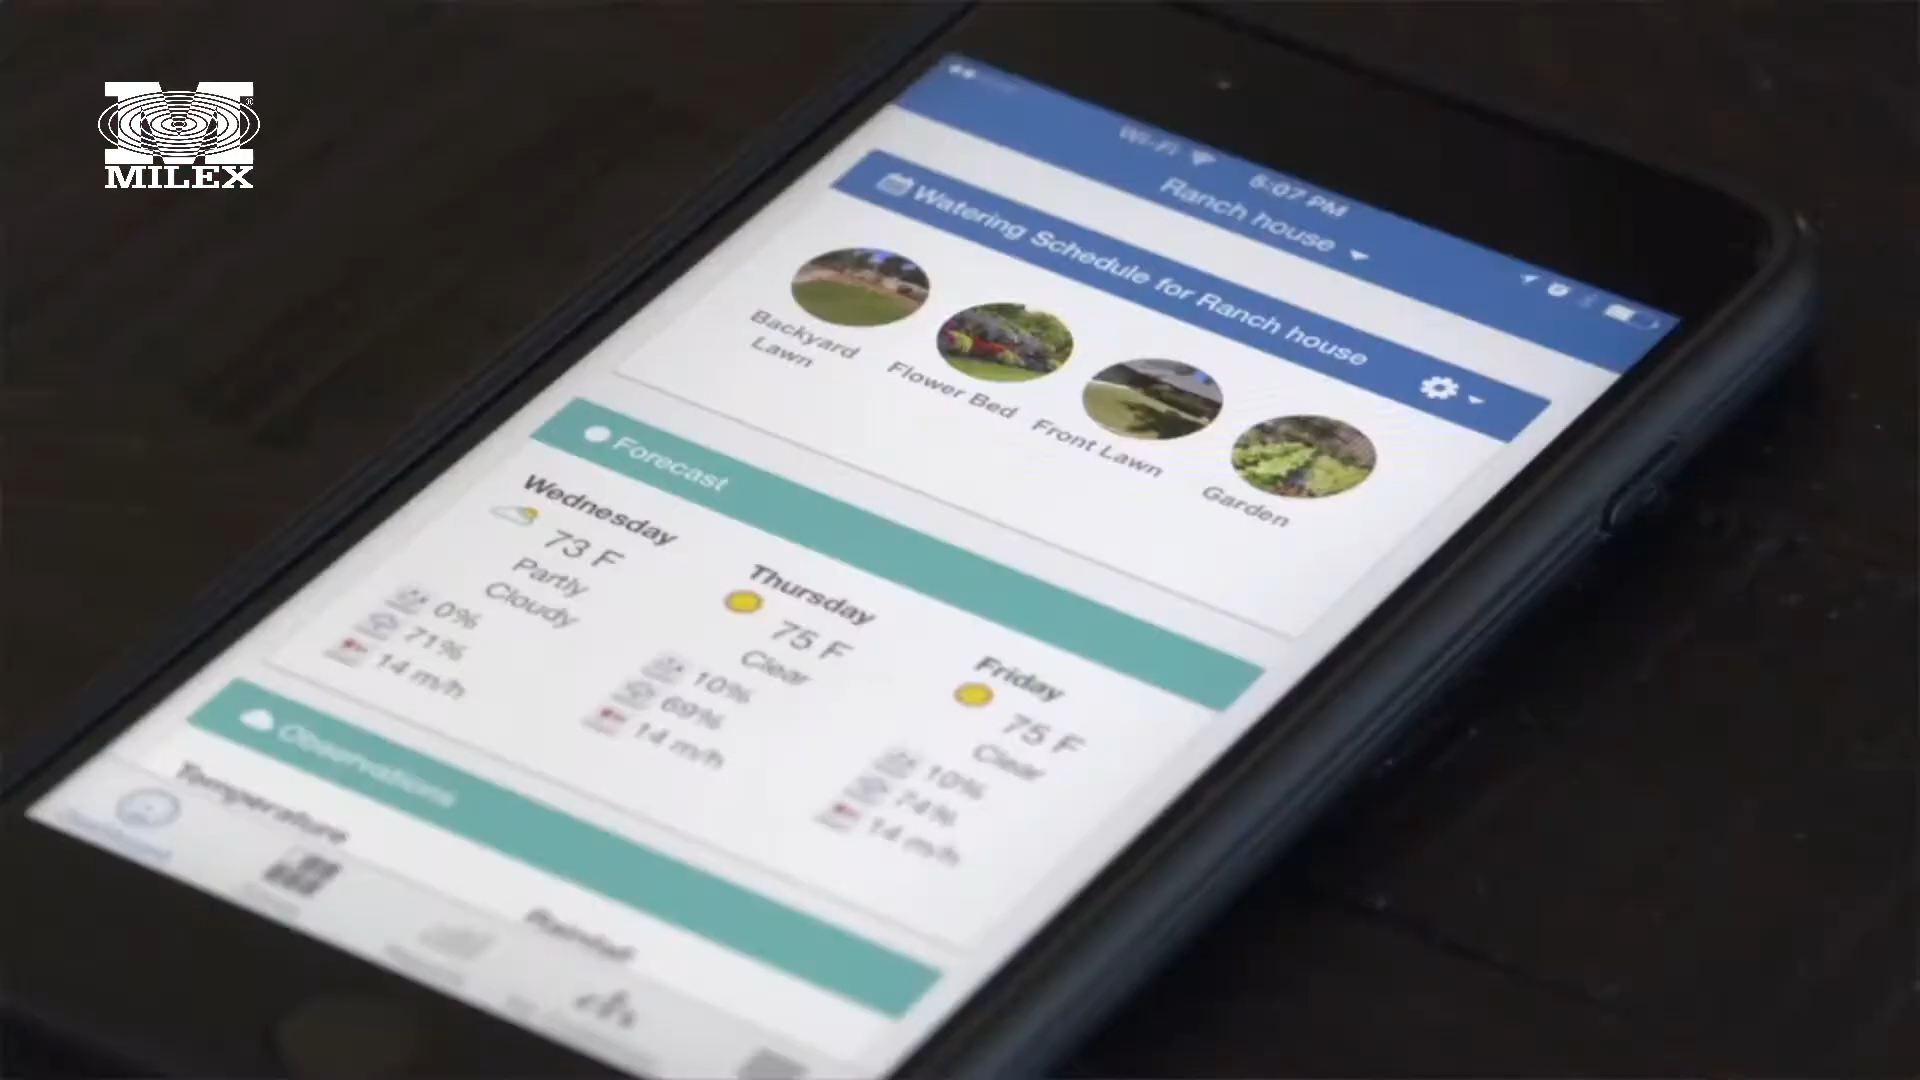 MILEX
Wi-Fi
5:07 PM
Ranch house
Watering Schedule for Ranch house
Backyard
Lawn
Flower Bed
Front Lawn
Garden
Forecast
Wednesday
73 F
Partly
Cloudy
0%
71%
14 m/h
Thursday
75 F
Clear
10%
69%
14 m/h
Friday
75 F
Clear
10%
74%
14 m/h
Observations
Temperature
Rainfall